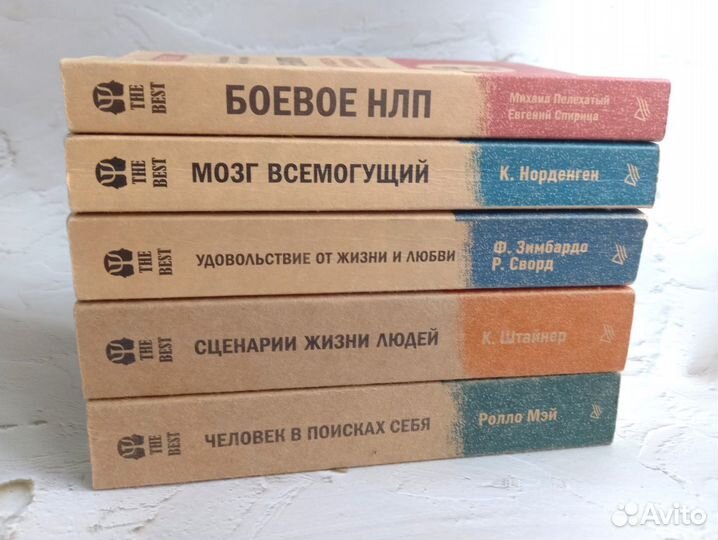 THE BEST
БОЕВОЕ НЛП
Михаил Пелехатый
Евгений Спирица
THE BEST
МОЗГ ВСЕМОГУЩИЙ
К. Норденген
THE BEST
УДОВОЛЬСТВИЕ ОТ ЖИЗНИ И ЛЮБВИ
Ф. Зимбардо
Р. Сворд
THE BEST
СЦЕНАРИИ ЖИЗНИ ЛЮДЕЙ
К. Штайнер
THE BEST
ЧЕЛОВЕК В ПОИСКАХ СЕБЯ
Ролло Мэй
Avito